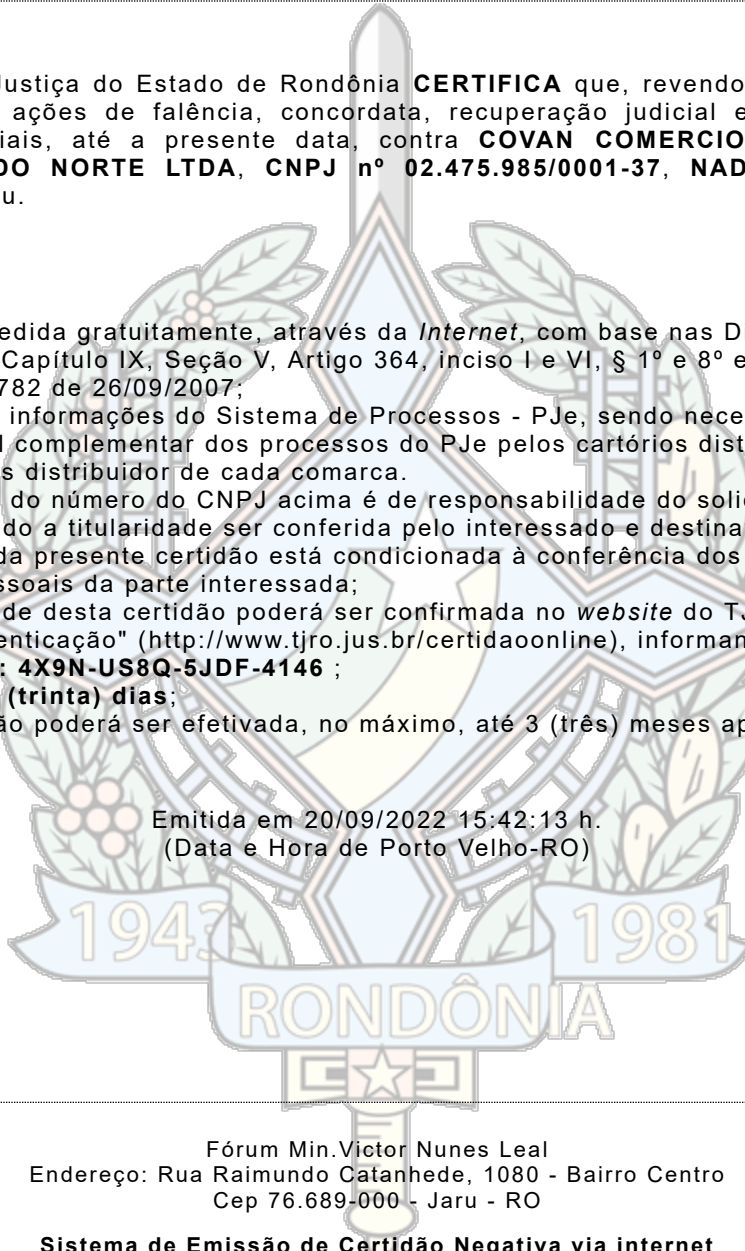 Justiça do Estado de Rondônia CERTIFICA que, revendo
ações de falência, concordata, recuperação judicial e
iais, até a presente data, contra COVAN COMERCIO
DO NORTE LTDA, CNPJ nº 02.475.985/0001-37, NAD
u.
edida gratuitamente, através da Internet, com base nas Di
Capítulo IX, Seção V, Artigo 364, inciso I e VI, § 1º e 8º e
782 de 26/09/2007;
informações do Sistema de Processos - PJe, sendo nece
l complementar dos processos do PJe pelos cartórios dist
s distribuidor de cada comarca.
do número do CNPJ acima é de responsabilidade do soli
do a titularidade ser conferida pelo interessado e destina
da presente certidão está condicionada à conferência dos
ssoais da parte interessada;
de desta certidão poderá ser confirmada no website do TJ
enticação" (http://www.tjro.jus.br/certidaoonline), informan
: 4X9N-US8Q-5JDF-4146 ;
(trinta) dias;
ão poderá ser efetivada, no máximo, até 3 (três) meses ap
Emitida em 20/09/2022 15:42:13 h.
(Data e Hora de Porto Velho-RO)
1943 1981
RONDÔNIA
Fórum Min.Victor Nunes Leal
Endereço: Rua Raimundo Catanhede, 1080 - Bairro Centro
Cep 76.689-000 - Jaru - RO
Sistema de Emissão de Certidão Negativa via internet